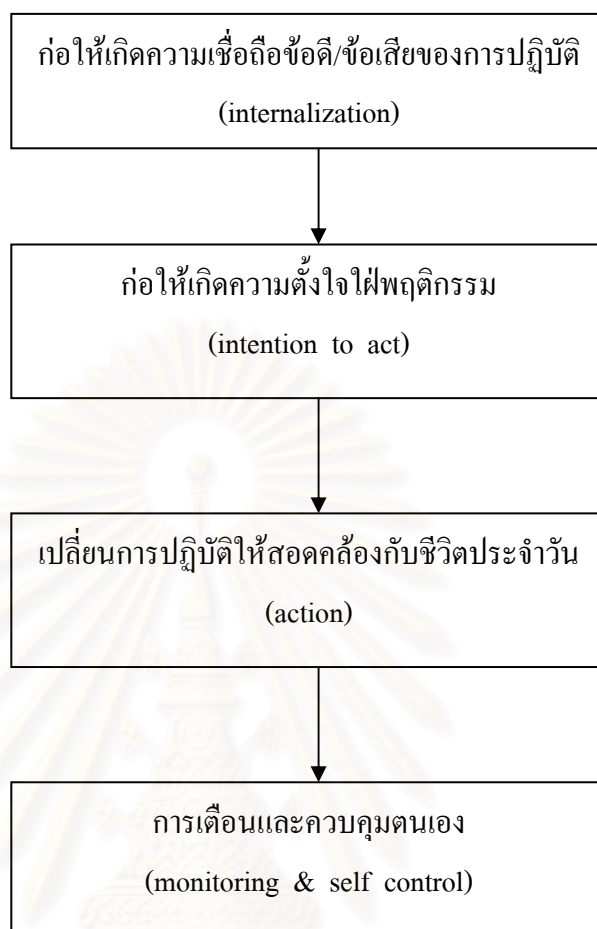 ก่อให้เกิดความเชื่อถือข้อดี/ข้อเสียของการปฏิบัติ
(internalization)
ก่อให้เกิดความตั้งใจใฝ่พฤติกรรม
(intention to act)
เปลี่ยนการปฏิบัติให้สอดคล้องกับชีวิตประจำวัน
(action)
การเตือนและควบคุมตนเอง
(monitoring & self control)